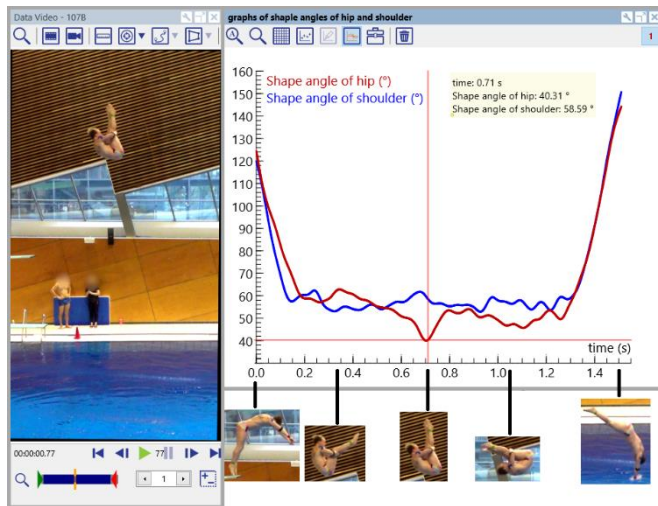 Data Video - 107B
graphs of shaple angles of hip and shoulder
1
160
150
140
130
120
110
100
90
80
70
60
50
40
Shape angle of hip (°)
Shape angle of shoulder (°)
time: 0.71 s
Shape angle of hip: 40.31 °
Shape angle of shoulder: 58.59 °
time (s)
0.0 0.2 0.4 0.6 0.8 1.0 1.2 1.4
00:00:00.77
77
1